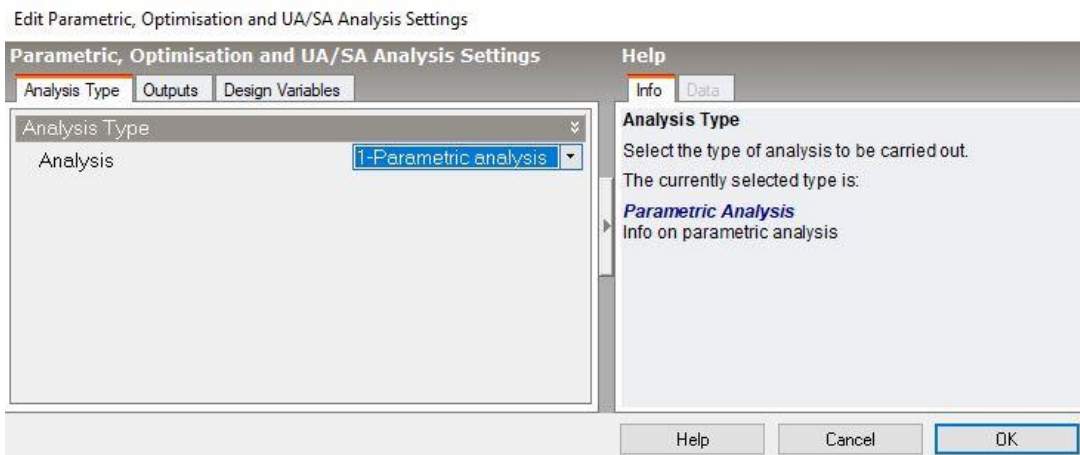 Edit Parametric, Optimisation and UA/SA Analysis Settings
Parametric, Optimisation and UA/SA Analysis Settings
Analysis Type
Outputs
Design Variables
Analysis Type
Analysis
1-Parametric analysis
Help
Info
Data
Analysis Type
Select the type of analysis to be carried out.
The currently selected type is:
Parametric Analysis
Info on parametric analysis
Help
Cancel
OK